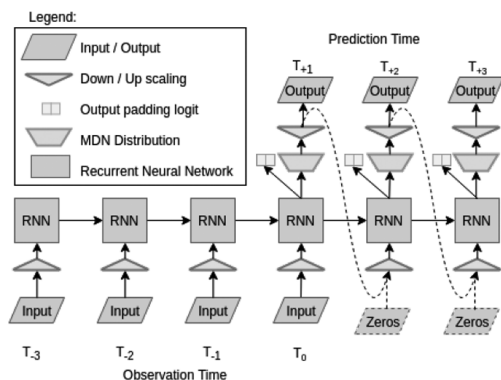 Legend:
Input / Output
Down / Up scaling
Output padding logit
MDN Distribution
Recurrent Neural Network
Prediction Time
T+1
T+2
T+3
Output
Output
Output
RNN
RNN
RNN
RNN
RNN
RNN
Input
Input
Input
Input
Zeros
Zeros
T-3
T-2
T-1
T0
Observation Time